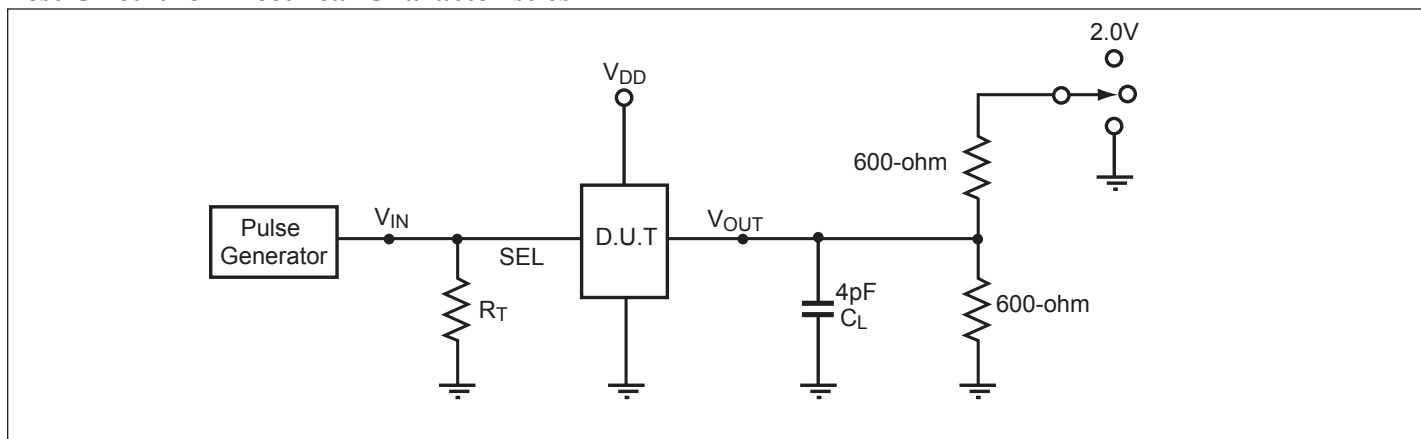 2.0V
V_DD
600-ohm
Pulse
Generator
V_IN
SEL
D.U.T
V_OUT
R_T
4pF
C_L
600-ohm